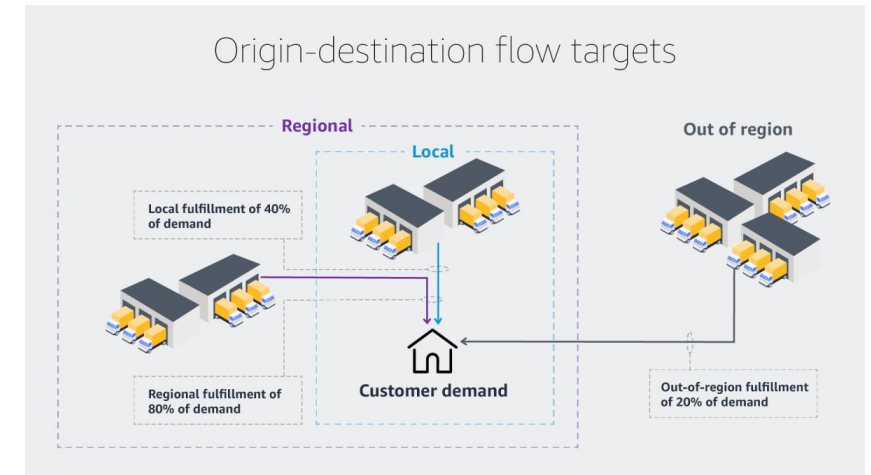 Origin-destination flow targets
Regional
Out of region
Local
Local fulfillment of 40%
of demand
Regional fulfillment of
80% of demand
Customer demand
Out-of-region fulfillment
of 20% of demand